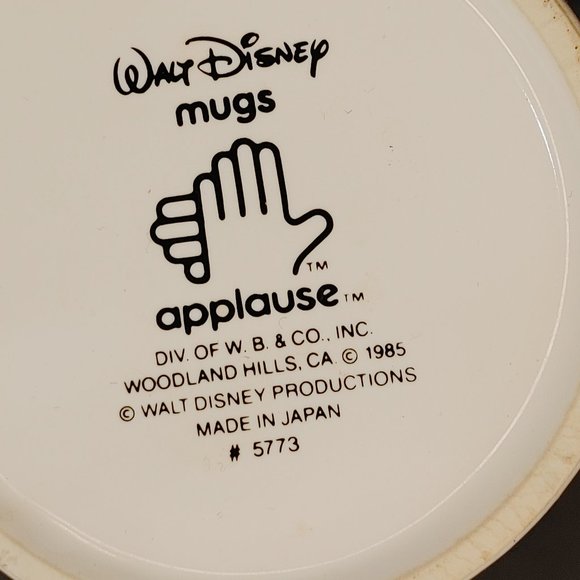 Walt Disney
mugs
TM
applause TM
DIV. OF W. B. & CO., INC.
WOODLAND HILLS, CA © 1985
© WALT DISNEY PRODUCTIONS
MADE IN JAPAN
# 5773